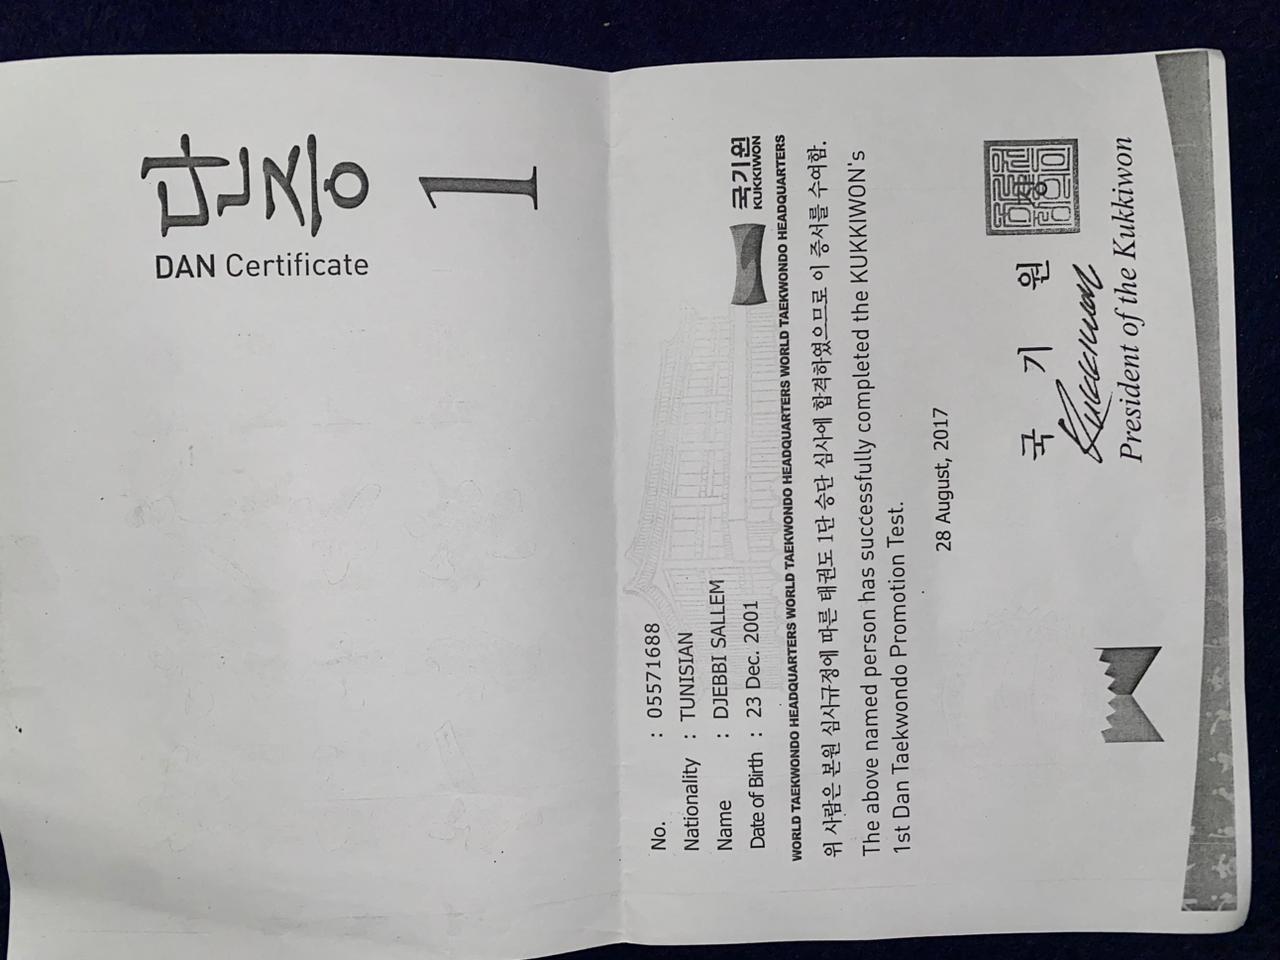 단증
DAN Certificate
1
국기원
KUKKIWON
No. : 05571688
Nationality : TUNISIAN
Name : DJEBBI SALLEM
Date of Birth : 23 Dec. 2001
WORLD TAEKWONDO HEADQUARTERS WORLD TAEKWONDO HEADQUARTERS WORLD TAEKWONDO HEADQUARTERS WORLD TAEKWONDO HEADQUARTERS
위 사람은 본원 심사규정에 따른 태권도 1단 승단 심사에 합격하였으므로 이 증서를 수여함.
The above named person has successfully completed the KUKKIWON's
1st Dan Taekwondo Promotion Test.
28 August, 2017
국 기 원
Kukkiwon
President of the Kukkiwon